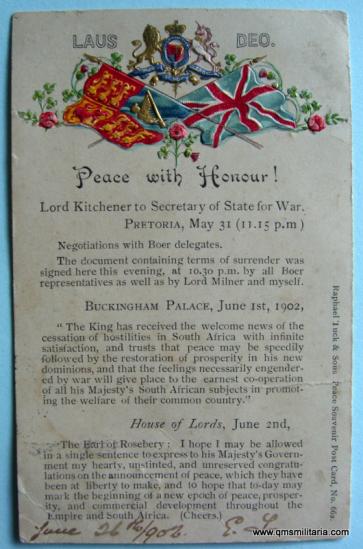 LAUS DEO.
Peace with Honour!
Lord Kitchener to Secretary of State for War.
PRETORIA, May 31 (11.15 p.m)
Negotiations with Boer delegates.
The document containing terms of surrender was
signed here this evening, at 10.30 p.m. by all Boer
representatives as well as by Lord Milner and myself.
BUCKINGHAM PALACE, June 1st, 1902,
"The King has received the welcome news of the
cessation of hostilities in South Africa with infinite
satisfaction, and trusts that peace may be speedily
followed by the restoration of prosperity in his new
dominions, and that the feelings necessarily engender-
ed by war will give place to the earnest co-operation
of all his Majesty's South African subjects in promot-
ing the welfare of their common country."
House of Lords, June 2nd,
The Earl of Rosebery: I hope I may be allowed
in a single sentence to express to his Majesty's Govern-
ment my hearty, unstinted, and unreserved congratu-
lations on the announcement of peace, which they have
been at liberty to make, and to hope that to-day may
mark the beginning of a new epoch of peace, prosper-
ity, and commercial development throughout the
Empire and South Africa. (Cheers.)
June 26th/902
Raphael Tuck & Sons Peace Souvenir Post Card, No. 66a.
www.qmsmilitaria.com